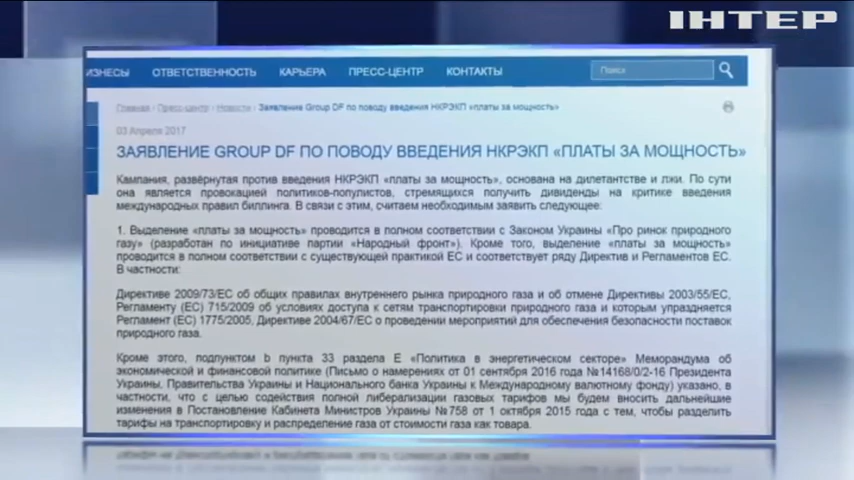 ІНТЕР
ИЗНЕСЫ ОТВЕТСТВЕННОСТЬ КАРЬЕРА ПРЕСС-ЦЕНТР КОНТАКТЫ Поиск
Главная / Пресс-центр / Новости / Заявление Group DF по поводу введения НКРЭКП «платы за мощность»
03 Апреля 2017
ЗАЯВЛЕНИЕ GROUP DF ПО ПОВОДУ ВВЕДЕНИЯ НКРЭКП «ПЛАТЫ ЗА МОЩНОСТЬ»
Кампания, развёрнутая против введения НКРЭКП «платы за мощность», основана на дилетантстве и лжи. По сути
она является провокацией политиков-популистов, стремящихся получить дивиденды на критике введения
международных правил биллинга. В связи с этим, считаем необходимым заявить следующее:
1. Выделение «платы за мощность» проводится в полном соответствии с Законом Украины «Про ринок природного
газу» (разработан по инициативе партии «Народный фронт»). Кроме того, выделение «платы за мощность»
проводится в полном соответствии с существующей практикой ЕС и соответствует ряду Директив и Регламентов ЕС.
В частности:
Директиве 2009/73/ЕС об общих правилах внутреннего рынка природного газа и об отмене Директивы 2003/55/ЕС,
Регламенту (ЕС) 715/2009 об условиях доступа к сетям транспортировки природного газа и которым упраздняется
Регламент (ЕС) 1775/2005, Директиве 2004/67/ЕС о проведении мероприятий для обеспечения безопасности поставок
природного газа.
Кроме этого, подпунктом b пункта 33 раздела Е «Политика в энергетическом секторе» Меморандума об
экономической и финансовой политике (Письмо о намерениях от 01 сентября 2016 года №14168/0/2-16 Президента
Украины, Правительства Украины и Национального банка Украины к Международному валютному фонду) указано, в
частности, что с целью содействия полной либерализации газовых тарифов мы будем вносить дальнейшие
изменения в Постановление Кабинета Министров Украины №758 от 1 октября 2015 года с тем, чтобы разделить
тарифы на транспортировку и распределение газа от стоимости газа как товара.